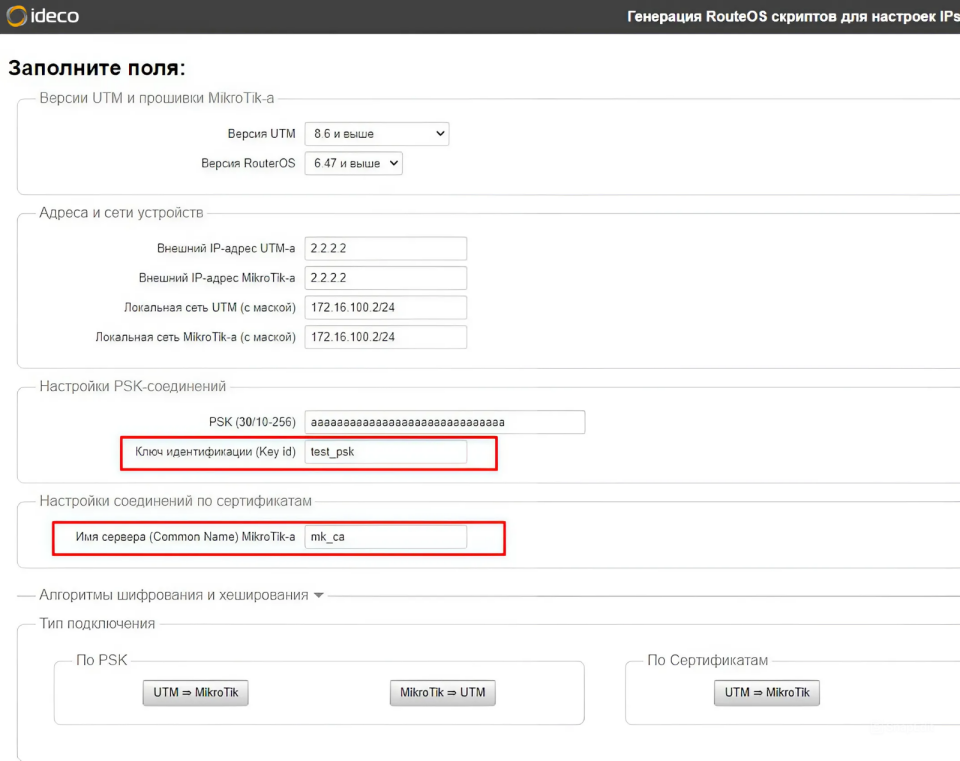 ideco
Генерация RouteOS скриптов для настроек IPs
Заполните поля:
Версии UTM и прошивки MikroTik-а
Версия UTM 8.6 и выше
Версия RouterOS 6.47 и выше
Адреса и сети устройств
Внешний IP-адрес UTM-а 2.2.2.2
Внешний IP-адрес MikroTik-а 2.2.2.2
Локальная сеть UTM (с маской) 172.16.100.2/24
Локальная сеть MikroTik-а (с маской) 172.16.100.2/24
Настройки PSK-соединений
PSK (30/10-256) aaaaaaaaaaaaaaaaaaaaaaaaaaaaaa
Ключ идентификации (Key id) test_psk
Настройки соединений по сертификатам
Имя сервера (Common Name) MikroTik-а mk_ca
Алгоритмы шифрования и хеширования
Тип подключения
По PSK
UTM ⇒ MikroTik
MikroTik ⇒ UTM
По Сертификатам
UTM ⇒ MikroTik